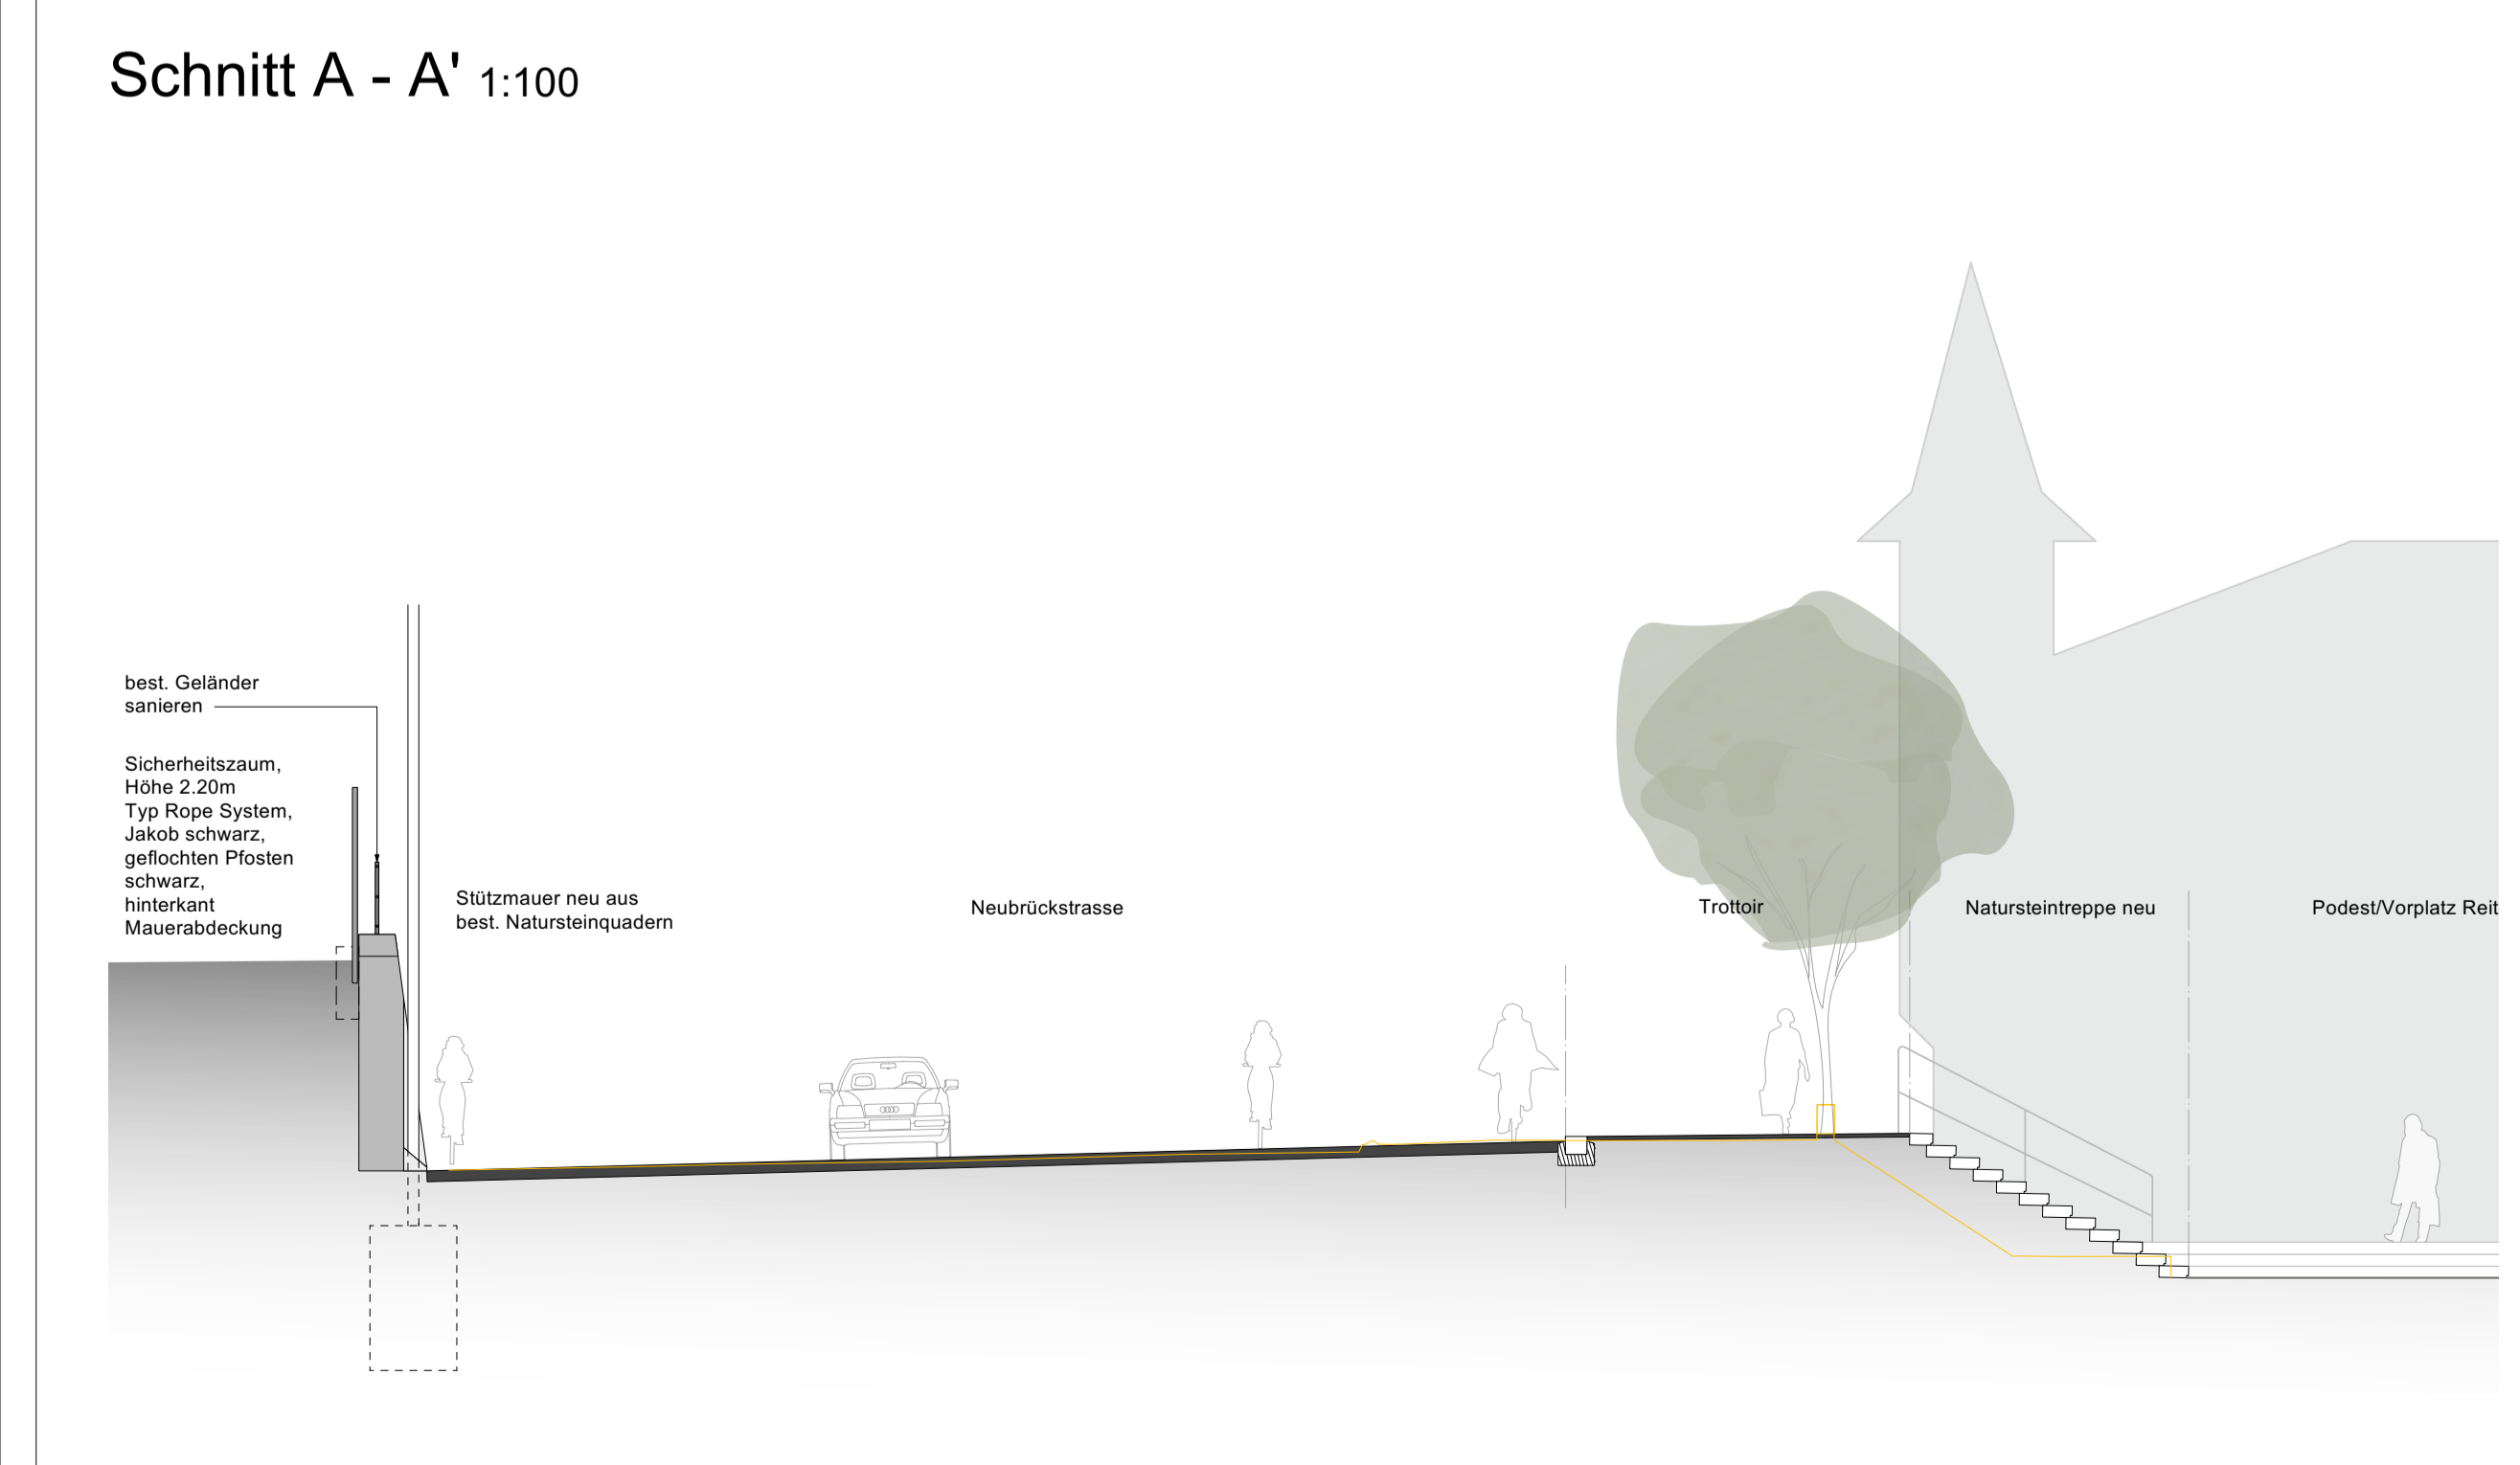 Schnitt A - A' 1:100
best. Geländer
sanieren
Sicherheitszaum,
Höhe 2.20m
Typ Rope System,
Jakob schwarz,
geflochten Pfosten
schwarz,
hinterkant
Mauerabdeckung
Stützmauer neu aus
best. Natursteinquadern
Neubrückstrasse
Trottoir
Natursteintreppe neu
Podest/Vorplatz Reit